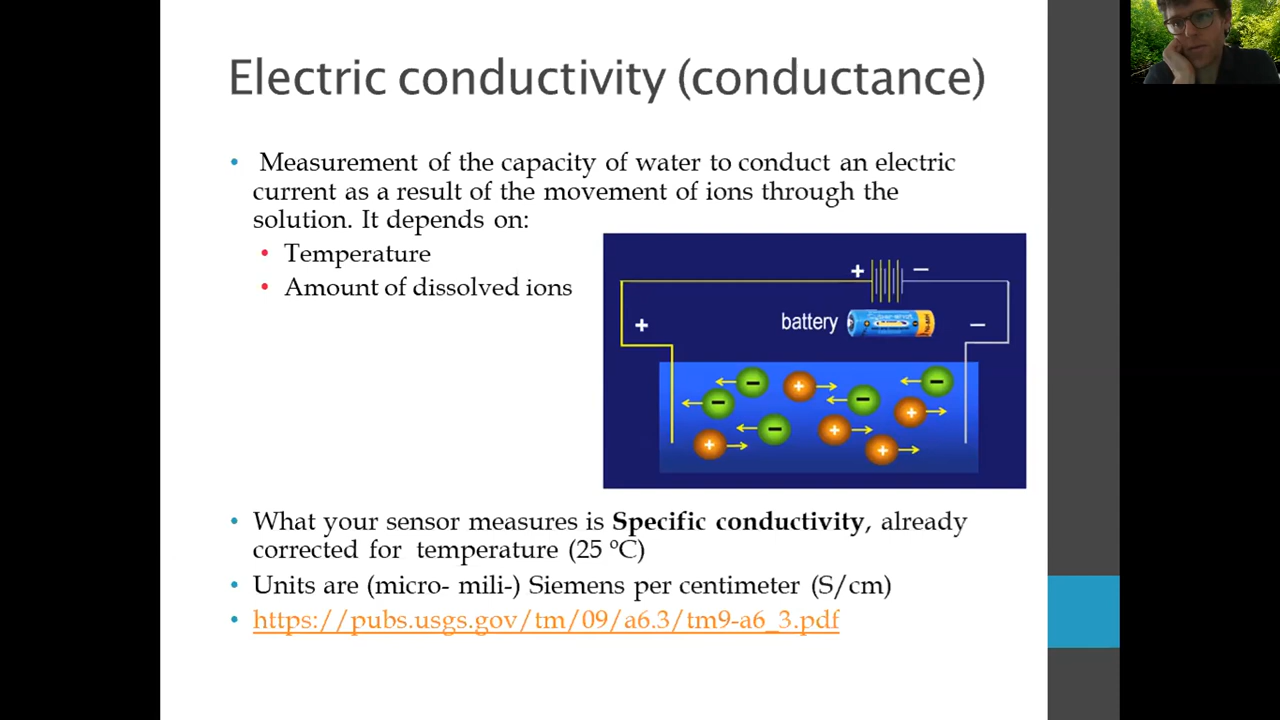 Electric conductivity (conductance)
• Measurement of the capacity of water to conduct an electric
current as a result of the movement of ions through the
solution. It depends on:
• Temperature
• Amount of dissolved ions
+ −
battery
+ −
− + − −
− + +
+ − + +
• What your sensor measures is Specific conductivity, already
corrected for temperature (25 ºC)
• Units are (micro- mili-) Siemens per centimeter (S/cm)
• https://pubs.usgs.gov/tm/09/a6.3/tm9-a6_3.pdf